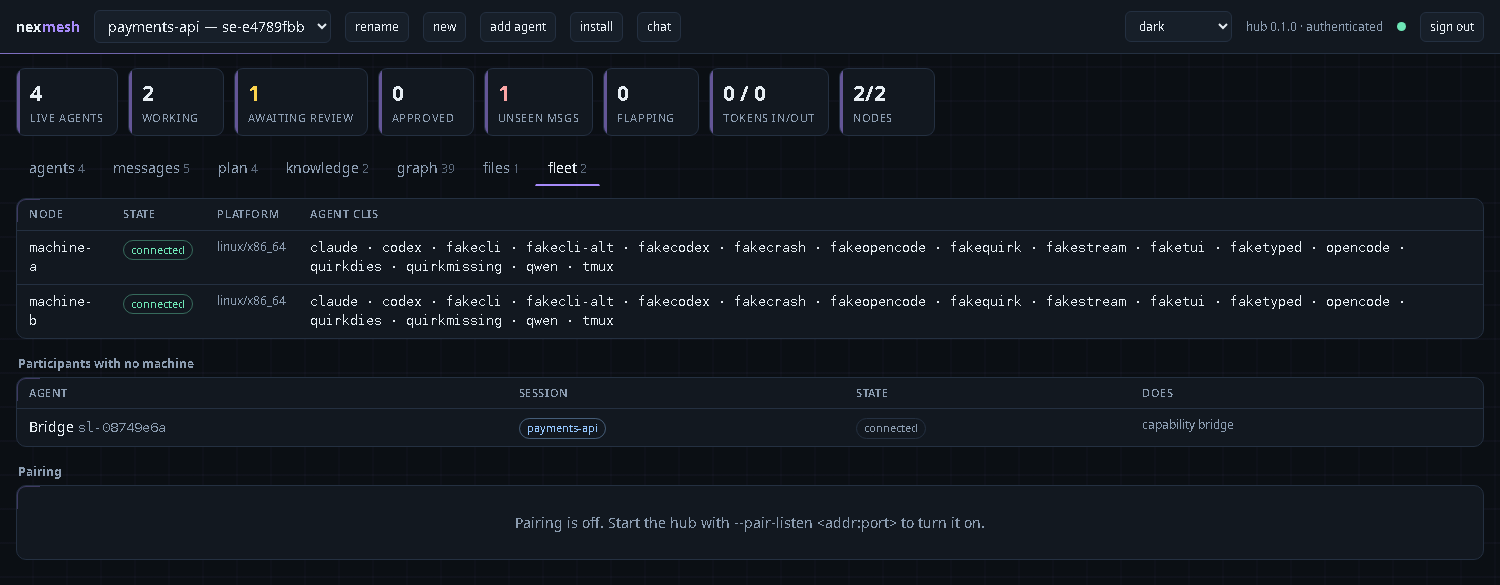 nexmesh payments-api — se-e4789fbb rename new add agent install chat dark hub 0.1.0 · authenticated sign out
4 2 1 0 1 0 0 / 0 2/2
LIVE AGENTS WORKING AWAITING REVIEW APPROVED UNSEEN MSGS FLAPPING TOKENS IN/OUT NODES
agents 4 messages 5 plan 4 knowledge 2 graph 39 files 1 fleet 2
NODE STATE PLATFORM AGENT CLIS
machine- connected linux/x86_64 claude · codex · fakecli · fakecli-alt · fakecodex · fakecrash · fakeopencode · fakequirk · fakestream · faketui · faketyped · opencode ·
a quirkdies · quirkmissing · qwen · tmux
machine- connected linux/x86_64 claude · codex · fakecli · fakecli-alt · fakecodex · fakecrash · fakeopencode · fakequirk · fakestream · faketui · faketyped · opencode ·
b quirkdies · quirkmissing · qwen · tmux
Participants with no machine
AGENT SESSION STATE DOES
Bridge sl-08749e6a payments-api connected capability bridge
Pairing
Pairing is off. Start the hub with --pair-listen <addr:port> to turn it on.